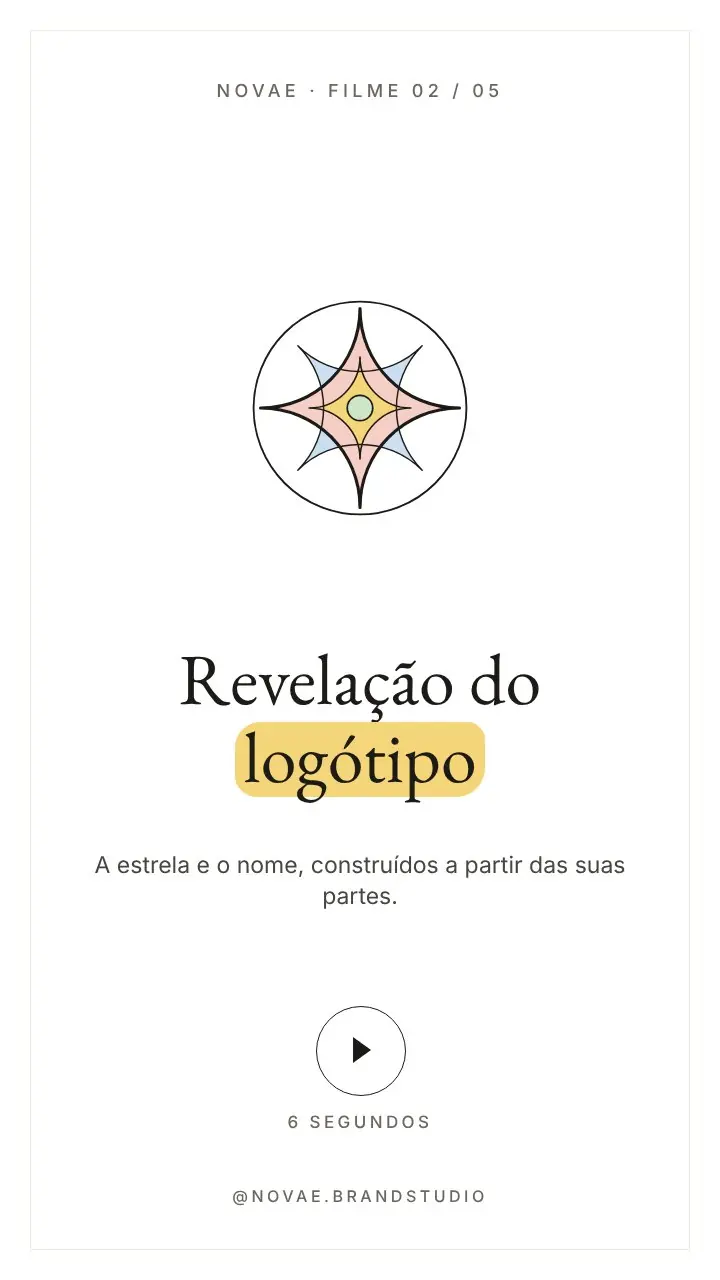 NOVAE · FILME 02 / 05
Revelação do
logótipo
A estrela e o nome, construídos a partir das suas
partes.
6 SEGUNDOS
@NOVAE.BRANDSTUDIO